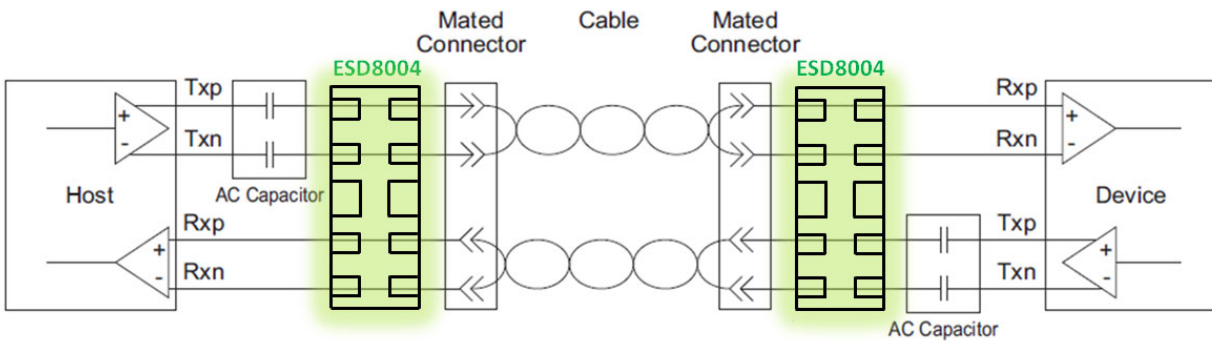 Mated
Connector
Cable
Mated
Connector
ESD8004
ESD8004
Txp
Txn
AC Capacitor
Host
Rxp
Rxn
+
-
+
-
Rxp
Rxn
Device
Txp
Txn
AC Capacitor
+
-
+
-